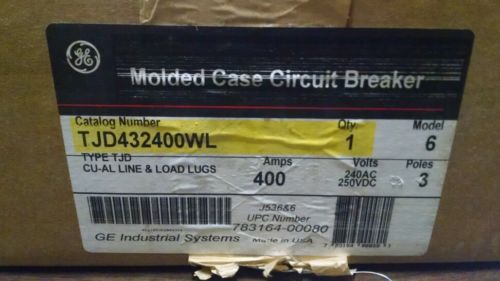 GE
Molded Case Circuit Breaker
Catalog Number Qty. Model
TJD432400WL 1 6
TYPE TJD Amps Volts Poles
CU-AL LINE & LOAD LUGS 400 240AC 3
250VDC
J536&6
UPC Number
783164-00080
GE Industrial Systems Made in USA